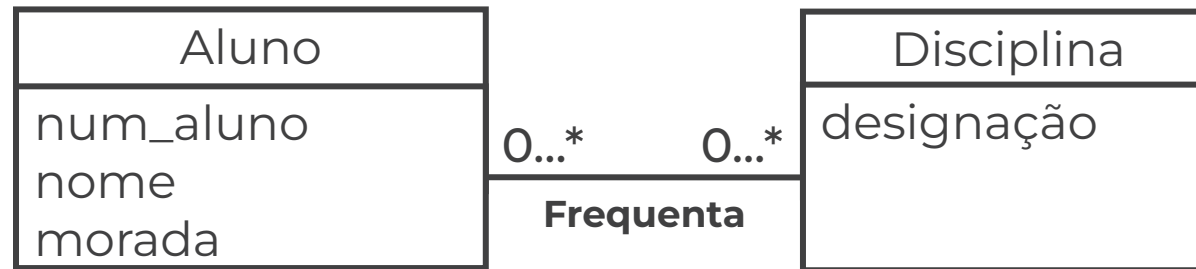 Aluno
num_aluno
nome
morada
0...* 0...*
Frequenta
Disciplina
designação